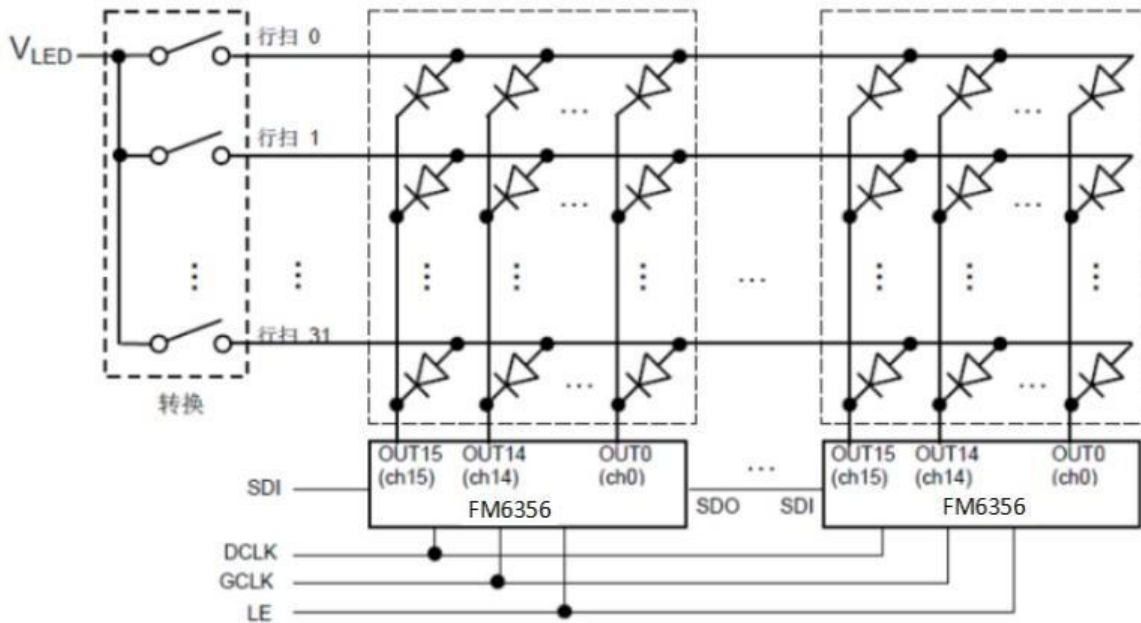 V_LED
行扫 0
行扫 1
行扫 31
转换
OUT15 OUT14 OUT0
(ch15) (ch14) (ch0)
FM6356
OUT15 OUT14 OUT0
(ch15) (ch14) (ch0)
FM6356
SDI
SDO SDI
DCLK
GCLK
LE